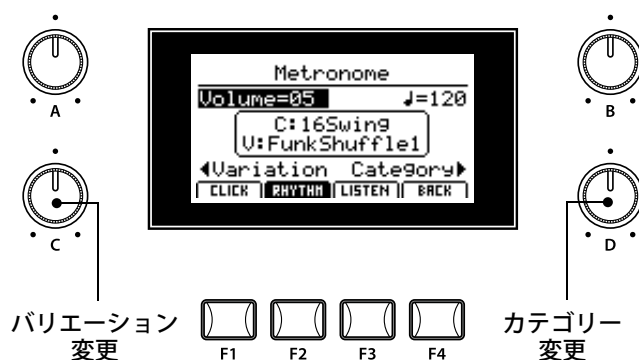 Metronome
Volume=05 ♩=120
C:16Swing
V:FunkShuffle1
◀Variation Category▶
CLICK RHYTHM LISTEN BACK
A
B
C
D
バリエーション
変更
F1 F2 F3 F4
カテゴリー
変更